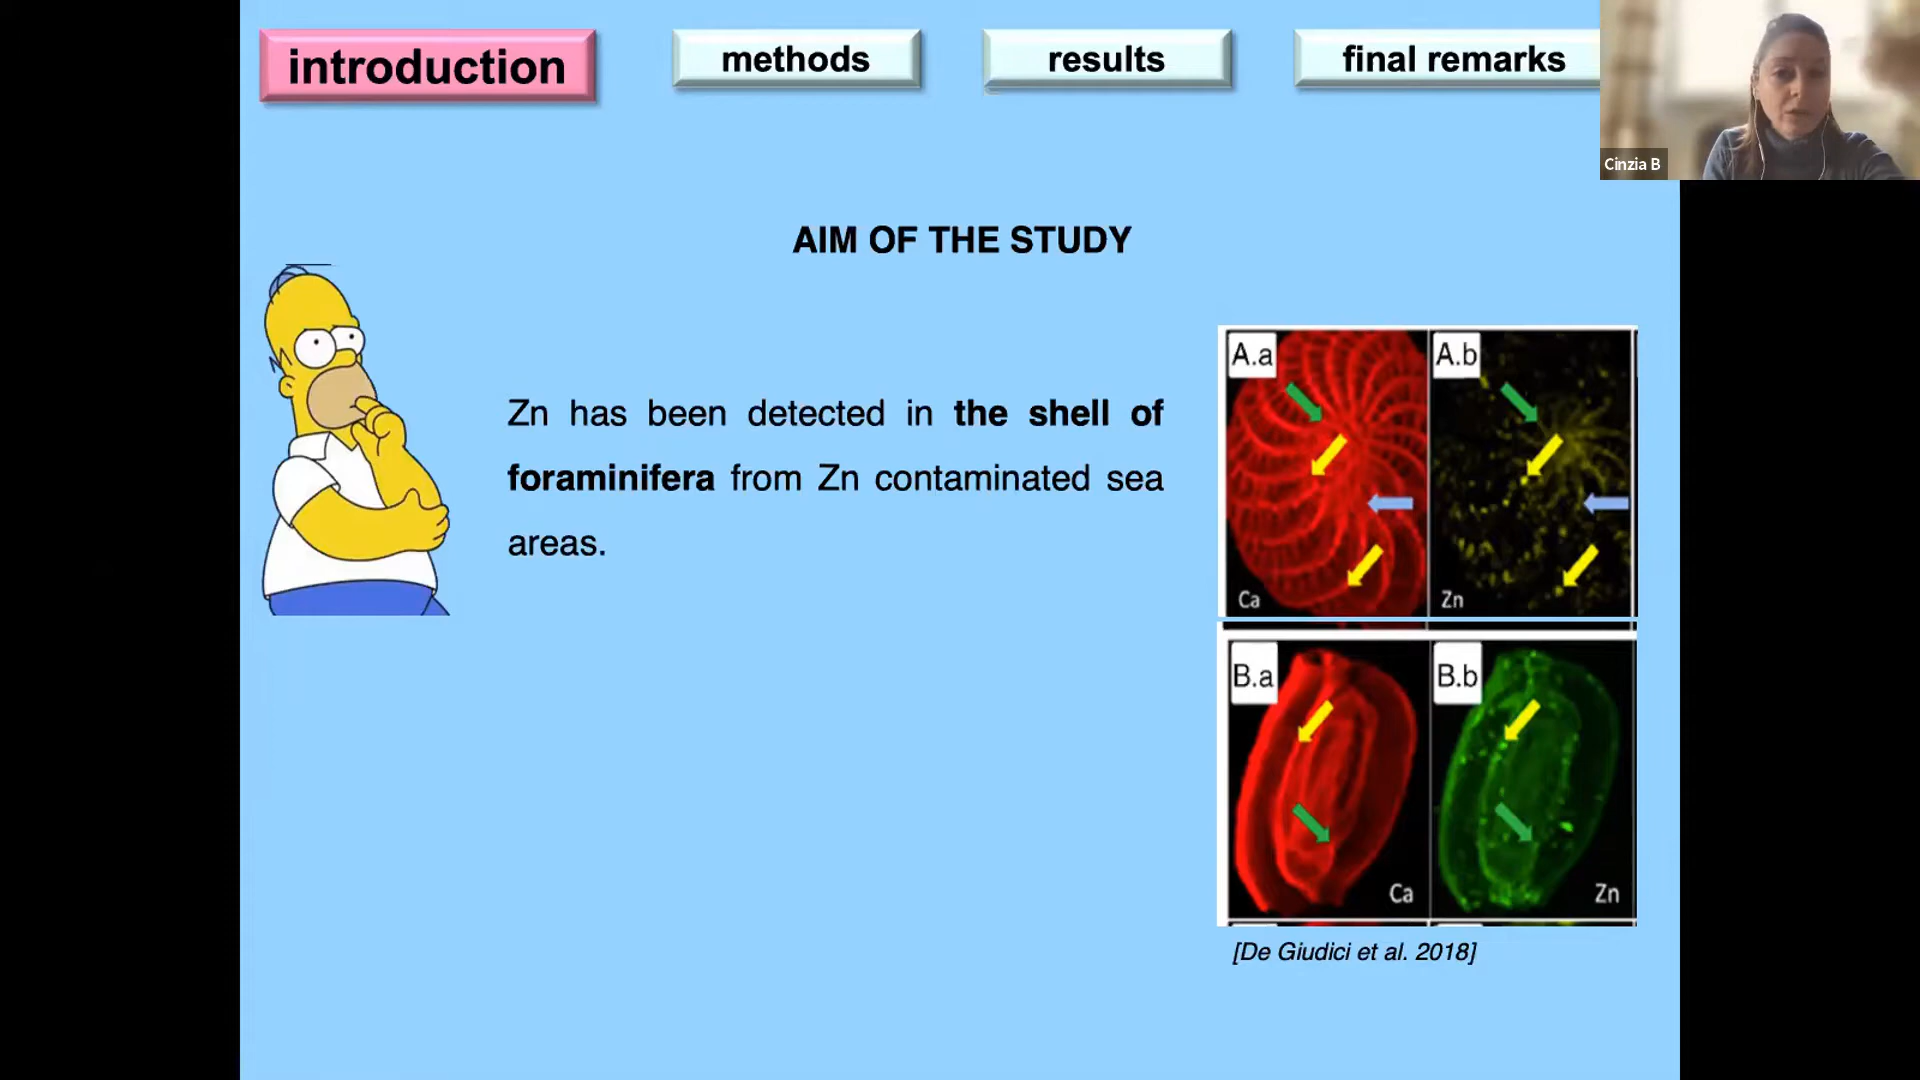 introduction
methods
results
final remarks
Cinzia B
AIM OF THE STUDY
Zn has been detected in the shell of
foraminifera from Zn contaminated sea
areas.
A.a
A.b
Ca
Zn
B.a
B.b
Ca
Zn
[De Giudici et al. 2018]